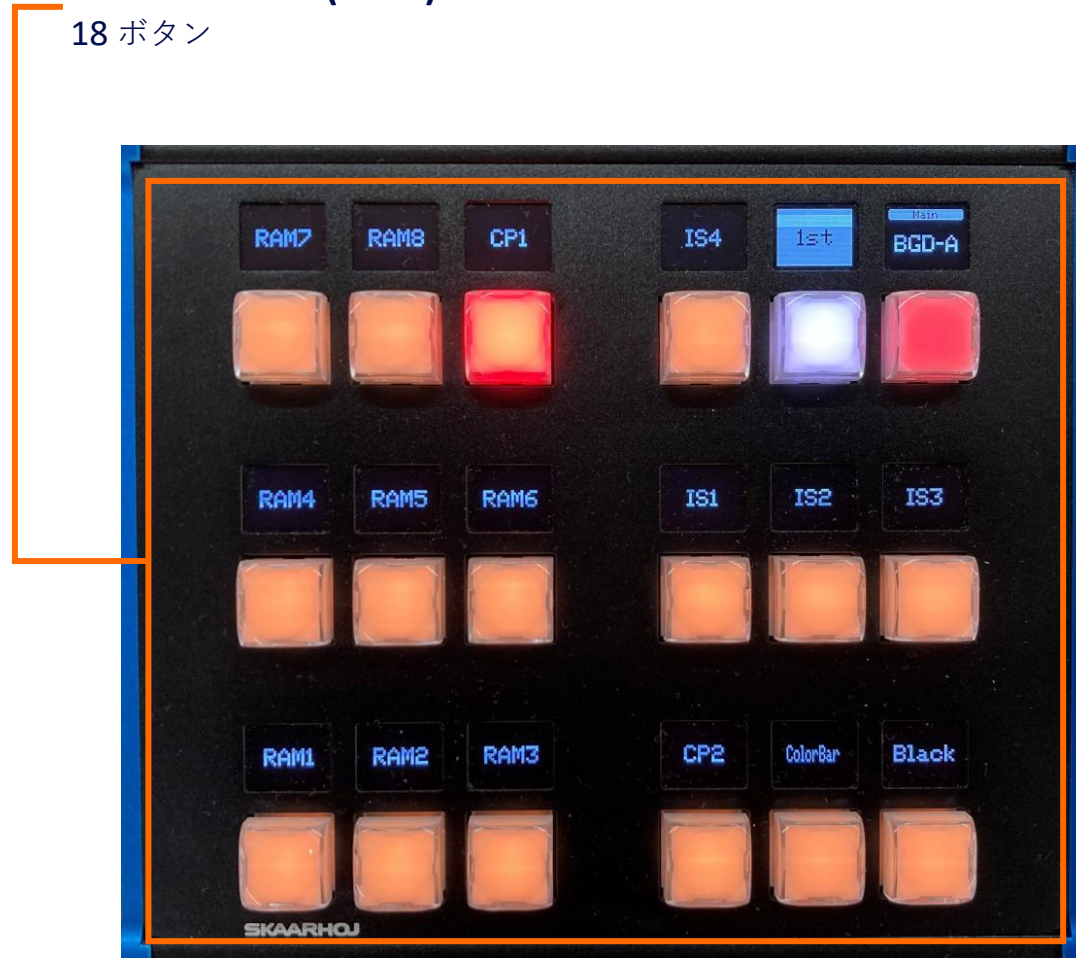 18 ボタン
RAM7 RAM8 CP1 IS4 1st Main BGD-A
RAM4 RAM5 RAM6 IS1 IS2 IS3
RAM1 RAM2 RAM3 CP2 ColorBar Black
SKAARHOJ